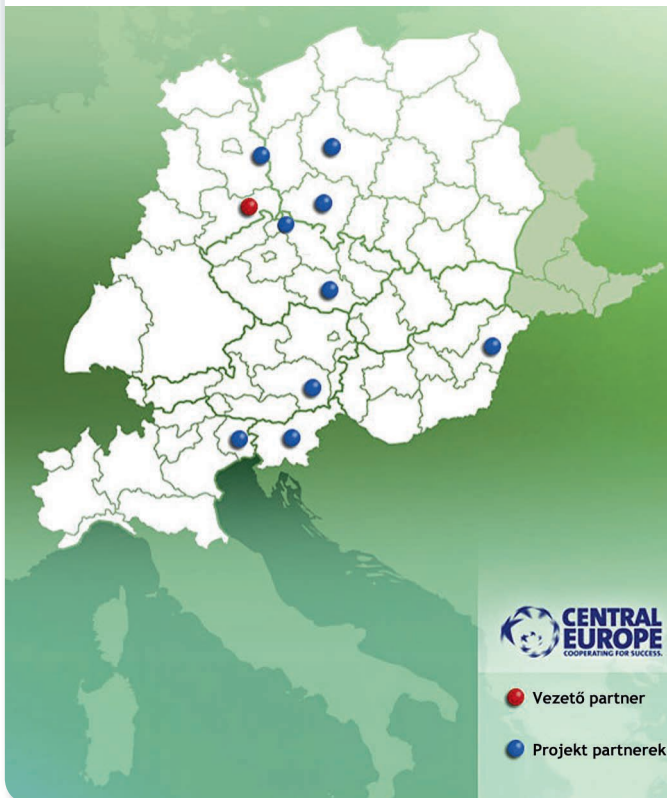 CENTRAL
EUROPE
COOPERATING FOR SUCCESS.
Vezető partner
Projekt partnerek